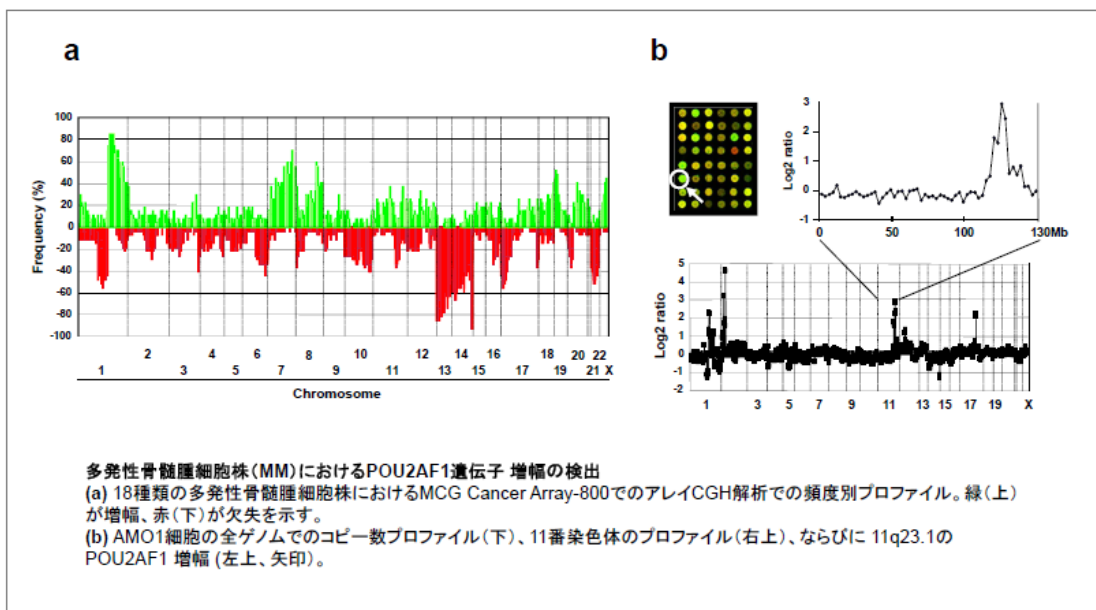 a
b
100
80
60
40
20
0
-20
-40
-60
-80
-100
Frequency (%)
2 4 6 8 10 12 14 16 18 20 22
1 3 5 7 9 11 13 15 17 19 21 X
Chromosome
3
2
1
0
-1
Log2 ratio
0 50 100 130Mb
5
4
3
2
1
0
-1
-2
Log2 ratio
1 3 5 7 9 11 13 15 17 19 X
多発性骨髄腫細胞株(MM)におけるPOU2AF1遺伝子 増幅の検出
(a) 18種類の多発性骨髄腫細胞株におけるMCG Cancer Array-800でのアレイCGH解析での頻度別プロファイル。緑(上)
が増幅、赤(下)が欠失を示す。
(b) AMO1細胞の全ゲノムでのコピー数プロファイル(下)、11番染色体のプロファイル(右上)、ならびに 11q23.1の
POU2AF1 増幅 (左上、矢印)。